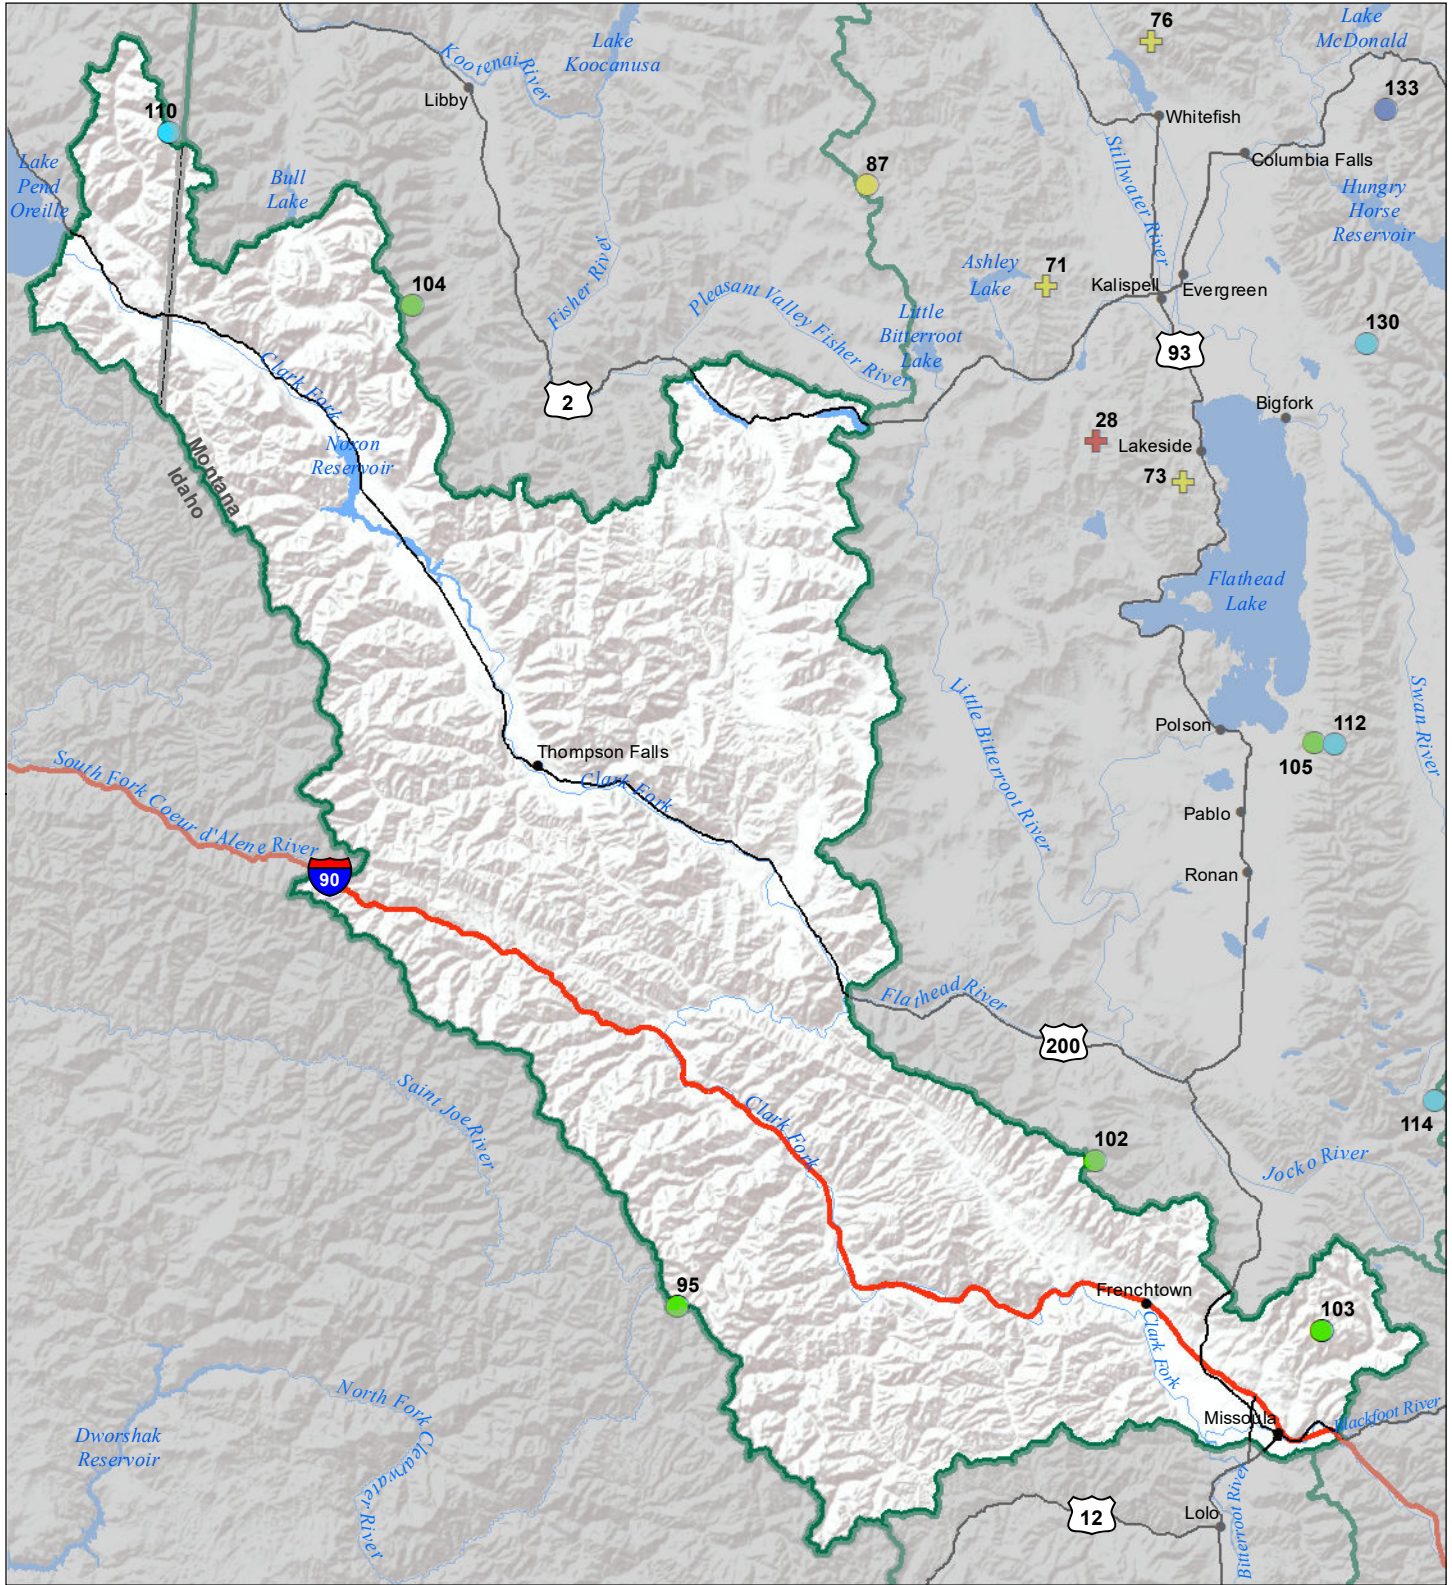 76
Lake
McDonald
Lake
Koocanusa
Kootenai River
Libby
133
110
Whitefish
Columbia Falls
Stillwater River
Lake
Pend
Oreille
Bull
Lake
87
Hungry
Horse
Reservoir
104
Fisher River
Ashley
Lake
71
Kalispell
Evergreen
Pleasant Valley Fisher River
Little
Bitterroot
Lake
130
93
Clark Fork
2
Bigfork
28
Lakeside
Noxon
Reservoir
73
Montana
Idaho
Flathead
Lake
Little Bitterroot River
Swan River
Polson
112
105
Thompson Falls
Clark Fork
South Fork Coeur d'Alene River
Pablo
90
Ronan
Flathead River
200
Saint Joe River
Clark Fork
114
102
Jocko River
95
Frenchtown
103
Clark Fork
North Fork Clearwater
River
Missoula
Blackfoot River
Dworshak
Reservoir
12
Lolo
Bitterroot River